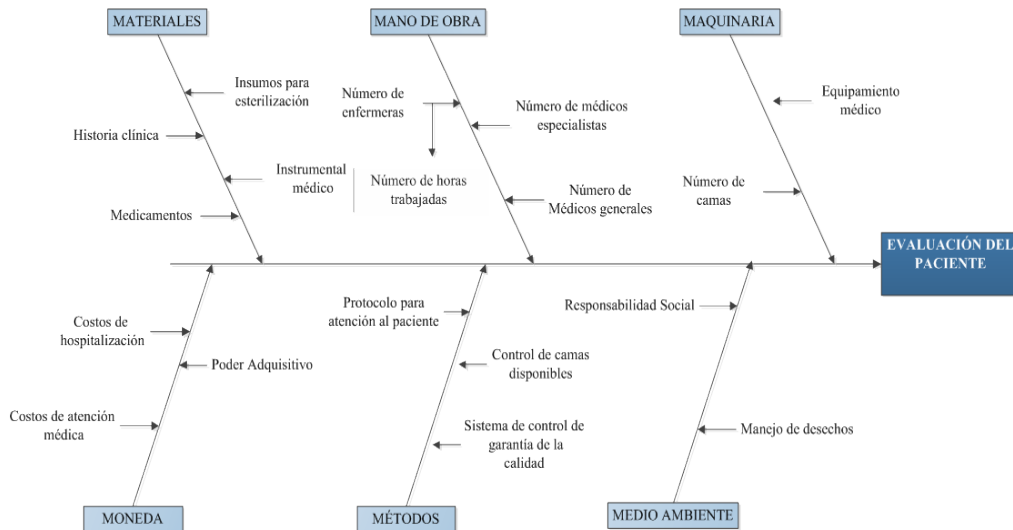 MATERIALES
MANO DE OBRA
MAQUINARIA
Insumos para
esterilización
Historia clínica
Instrumental
médico
Medicamentos
Número de
enfermeras
Número de médicos
especialistas
Número de horas
trabajadas
Número de
Médicos generales
Equipamiento
médico
Número de
camas
EVALUACIÓN DEL
PACIENTE
Costos de
hospitalización
Poder Adquisitivo
Costos de atención
médica
Protocolo para
atención al paciente
Control de camas
disponibles
Sistema de control de
garantía de la
calidad
Responsabilidad Social
Manejo de desechos
MONEDA
MÉTODOS
MEDIO AMBIENTE